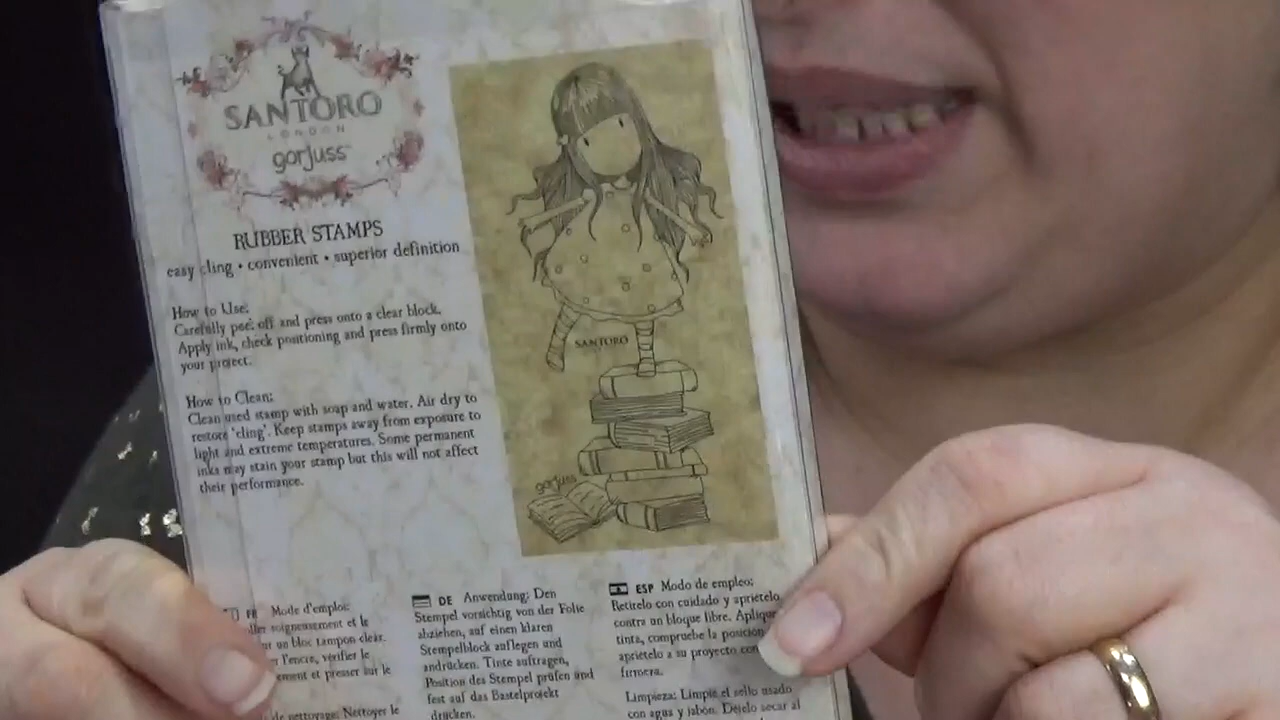 SANTORO
LONDON
gorjuss
RUBBER STAMPS
easy cling • convenient • superior definition
How to Use:
Carefully peel off and press onto a clear block.
Apply ink, check positioning and press firmly onto
your project.
How to Clean:
Clean used stamp with soap and water. Air dry to
restore 'cling'. Keep stamps away from exposure to
light and extreme temperatures. Some permanent
inks may stain your stamp but this will not affect
their performance.
SANTORO
gorjuss
FR Mode d'emploi:
soigneusement et le
un bloc tampon clear.
l'encre, vérifier le
et presser sur le
de nettoyage: Nettoyer le
DE Anwendung: Den
Stempel vorsichtig von der Folie
abziehen, auf einen klaren
Stempelblock auflegen und
andrücken. Tinte auftragen,
Position des Stempel prüfen und
fest auf das Bastelprojekt
drücken.
ESP Modo de empleo:
Retírelo con cuidado y apriételo
contra un bloque libre. Aplique
tinta, compruebe la posición
apriételo a su proyecto con
firmeza.
Limpieza: Limpie el sello usado
con agua y jabón. Déjelo secar al